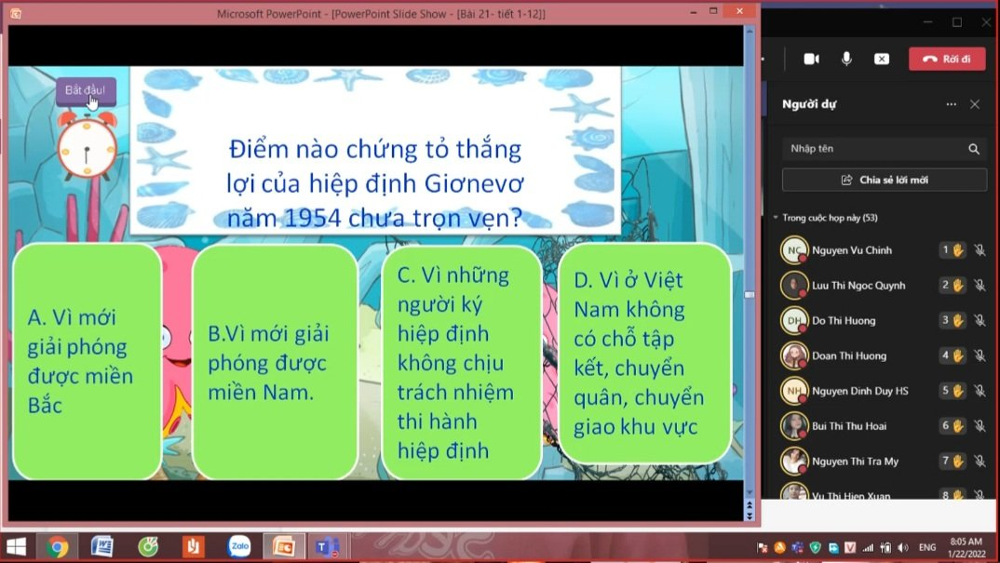 Microsoft PowerPoint - [PowerPoint Slide Show - [Bài 21- tiết 1-12]]
Bắt đầu!
Điểm nào chứng tỏ thắng
lợi của hiệp định Giơnevơ
năm 1954 chưa trọn vẹn?
A. Vì mới
giải phóng
được miền
Bắc
B.Vì mới giải
phóng được
miền Nam.
C. Vì những
người ký
hiệp định
không chịu
trách nhiệm
thi hành
hiệp định
D. Vì ở Việt
Nam không
có chỗ tập
kết, chuyển
quân, chuyển
giao khu vực
Rời đi
Người dự
Nhập tên
Chia sẻ lời mời
Trong cuộc họp này (53)
NC Nguyen Vu Chinh 1
Luu Thi Ngoc Quynh 2
DH Do Thi Huong 3
Doan Thi Huong 4
NH Nguyen Dinh Duy HS 5
Bui Thi Thu Hoai 6
Nguyen Thi Tra My 7
Vu Thi Hien Xuan 8
Zalo
ENG
8:05 AM
1/22/2022